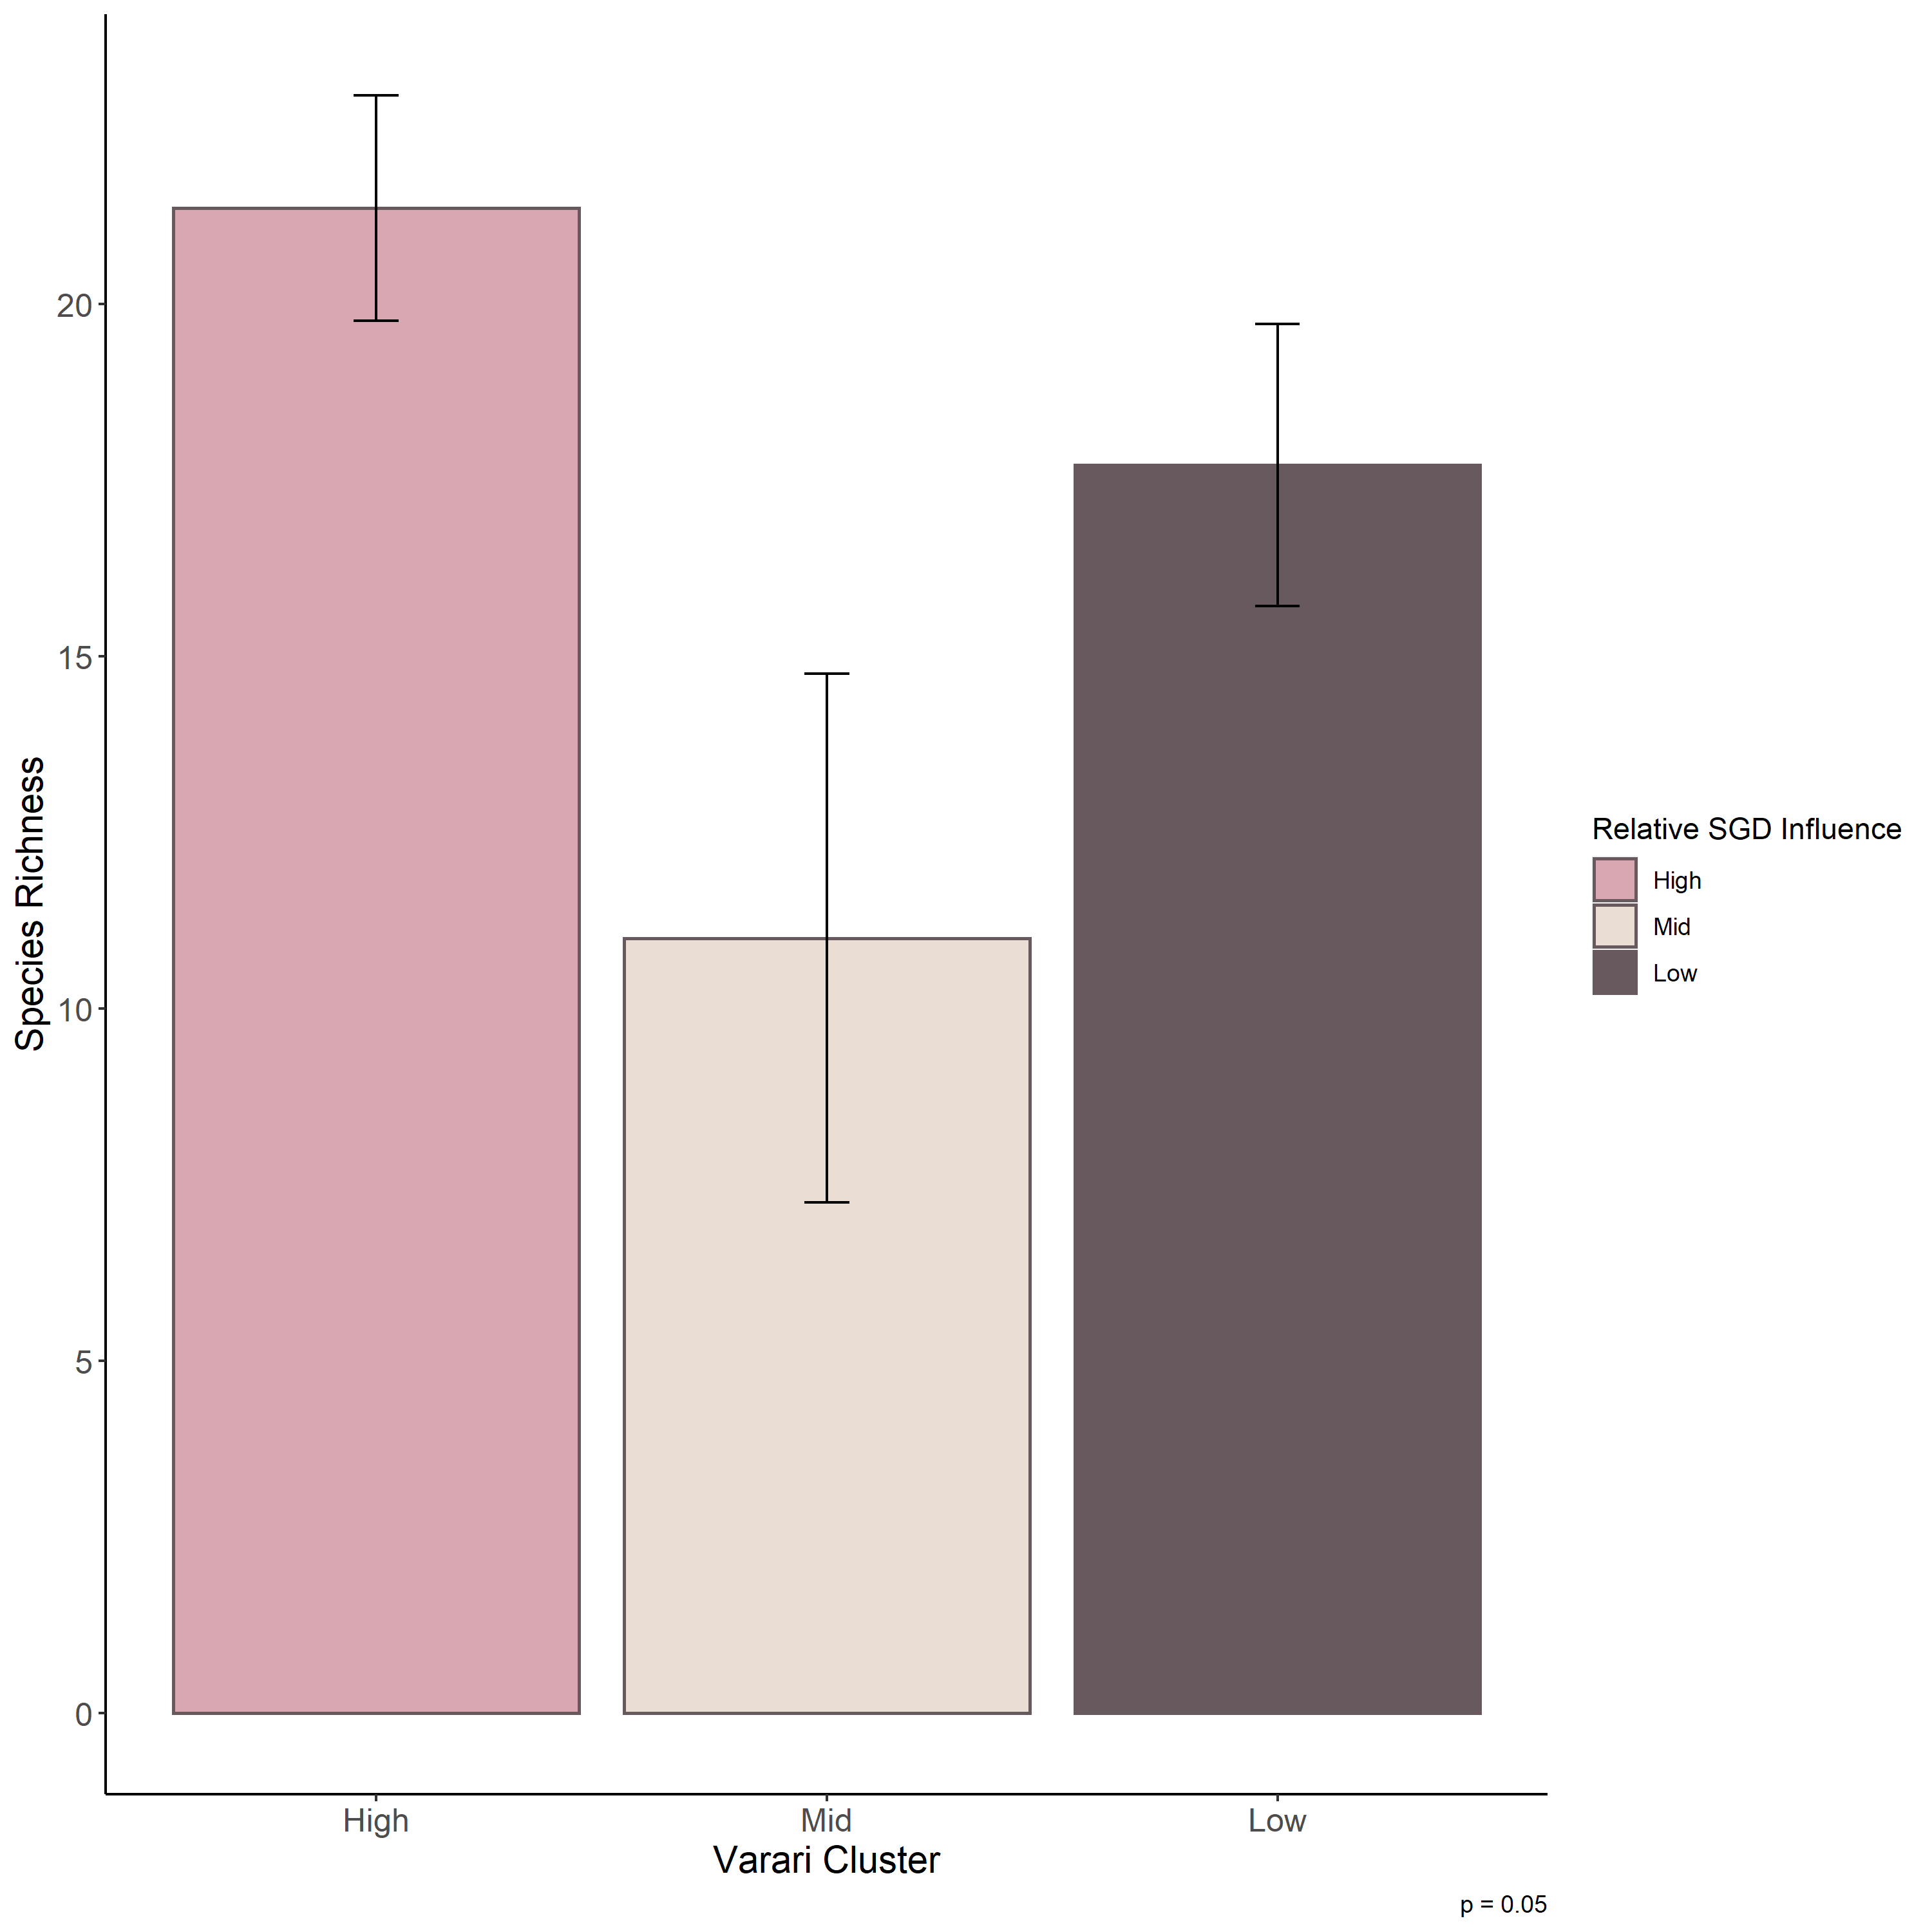 Species Richness
20
15
10
5
0
High
Mid
Low
Varari Cluster
Relative SGD Influence
High
Mid
Low
p = 0.05